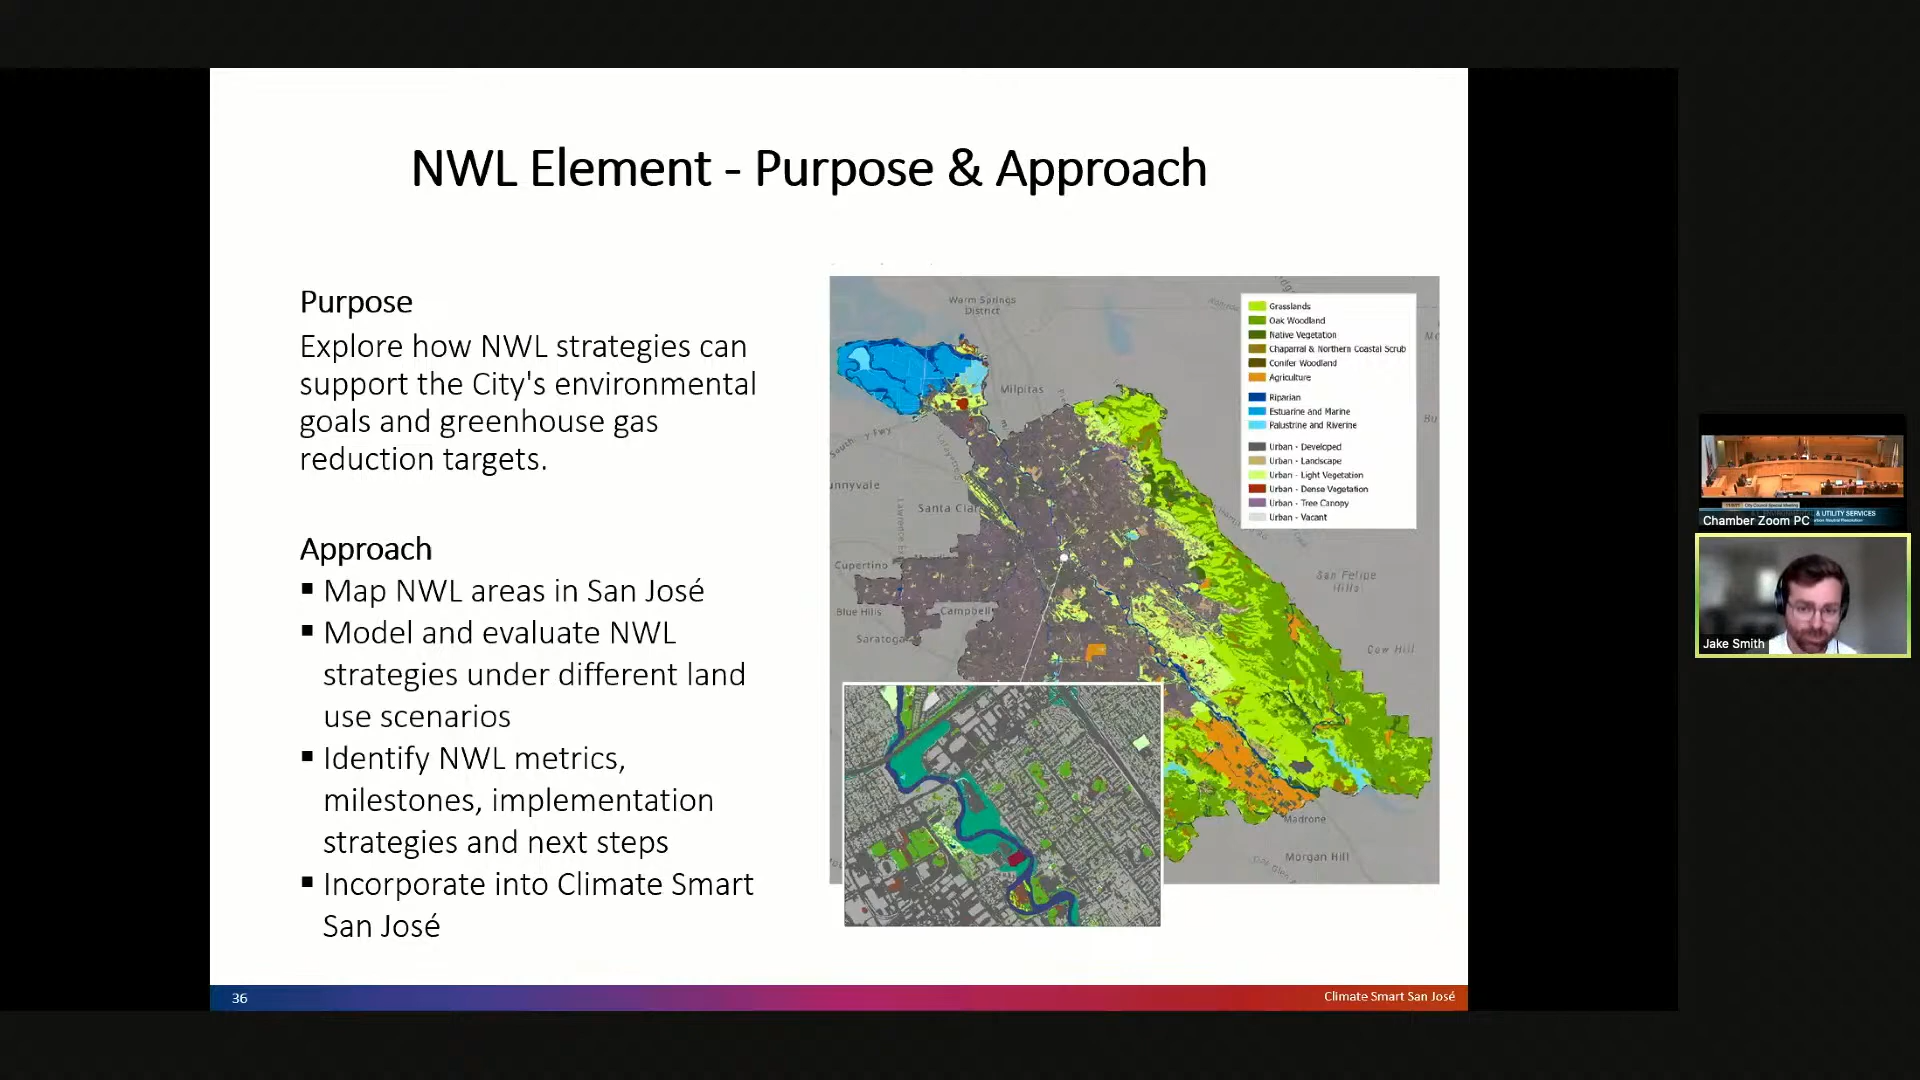 NWL Element - Purpose & Approach
Purpose
Explore how NWL strategies can
support the City's environmental
goals and greenhouse gas
reduction targets.
Approach
▪ Map NWL areas in San José
▪ Model and evaluate NWL
strategies under different land
use scenarios
▪ Identify NWL metrics,
milestones, implementation
strategies and next steps
▪ Incorporate into Climate Smart
San José
Warm Springs
District
Milpitas
unnyvale
Santa Clar
Cupertino
Blue Hills
Campbell
Saratoga
San Felipe
Hills
Cow Hill
Madrone
Morgan Hill
Grasslands
Oak Woodland
Native Vegetation
Chaparral & Northern Coastal Scrub
Conifer Woodland
Agriculture
Riparian
Estuarine and Marine
Palustrine and Riverine
Urban - Developed
Urban - Landscape
Urban - Light Vegetation
Urban - Dense Vegetation
Urban - Tree Canopy
Urban - Vacant
36
Climate Smart San José
& UTILITY SERVICES
Chamber Zoom PC
Jake Smith